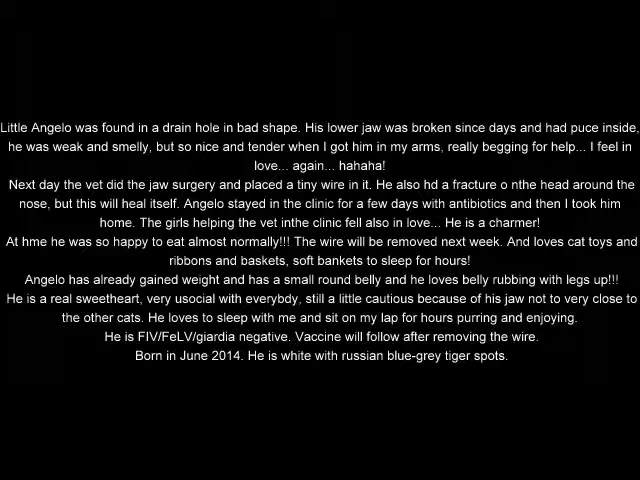 Little Angelo was found in a drain hole in bad shape. His lower jaw was broken since days and had puce inside,
he was weak and smelly, but so nice and tender when I got him in my arms, really begging for help... I feel in
love... again... hahaha!
Next day the vet did the jaw surgery and placed a tiny wire in it. He also hd a fracture o nthe head around the
nose, but this will heal itself. Angelo stayed in the clinic for a few days with antibiotics and then I took him
home. The girls helping the vet inthe clinic fell also in love... He is a charmer!
At hme he was so happy to eat almost normally!!! The wire will be removed next week. And loves cat toys and
ribbons and baskets, soft bankets to sleep for hours!
Angelo has already gained weight and has a small round belly and he loves belly rubbing with legs up!!!
He is a real sweetheart, very usocial with everybdy, still a little cautious because of his jaw not to very close to
the other cats. He loves to sleep with me and sit on my lap for hours purring and enjoying.
He is FIV/FeLV/giardia negative. Vaccine will follow after removing the wire.
Born in June 2014. He is white with russian blue-grey tiger spots.